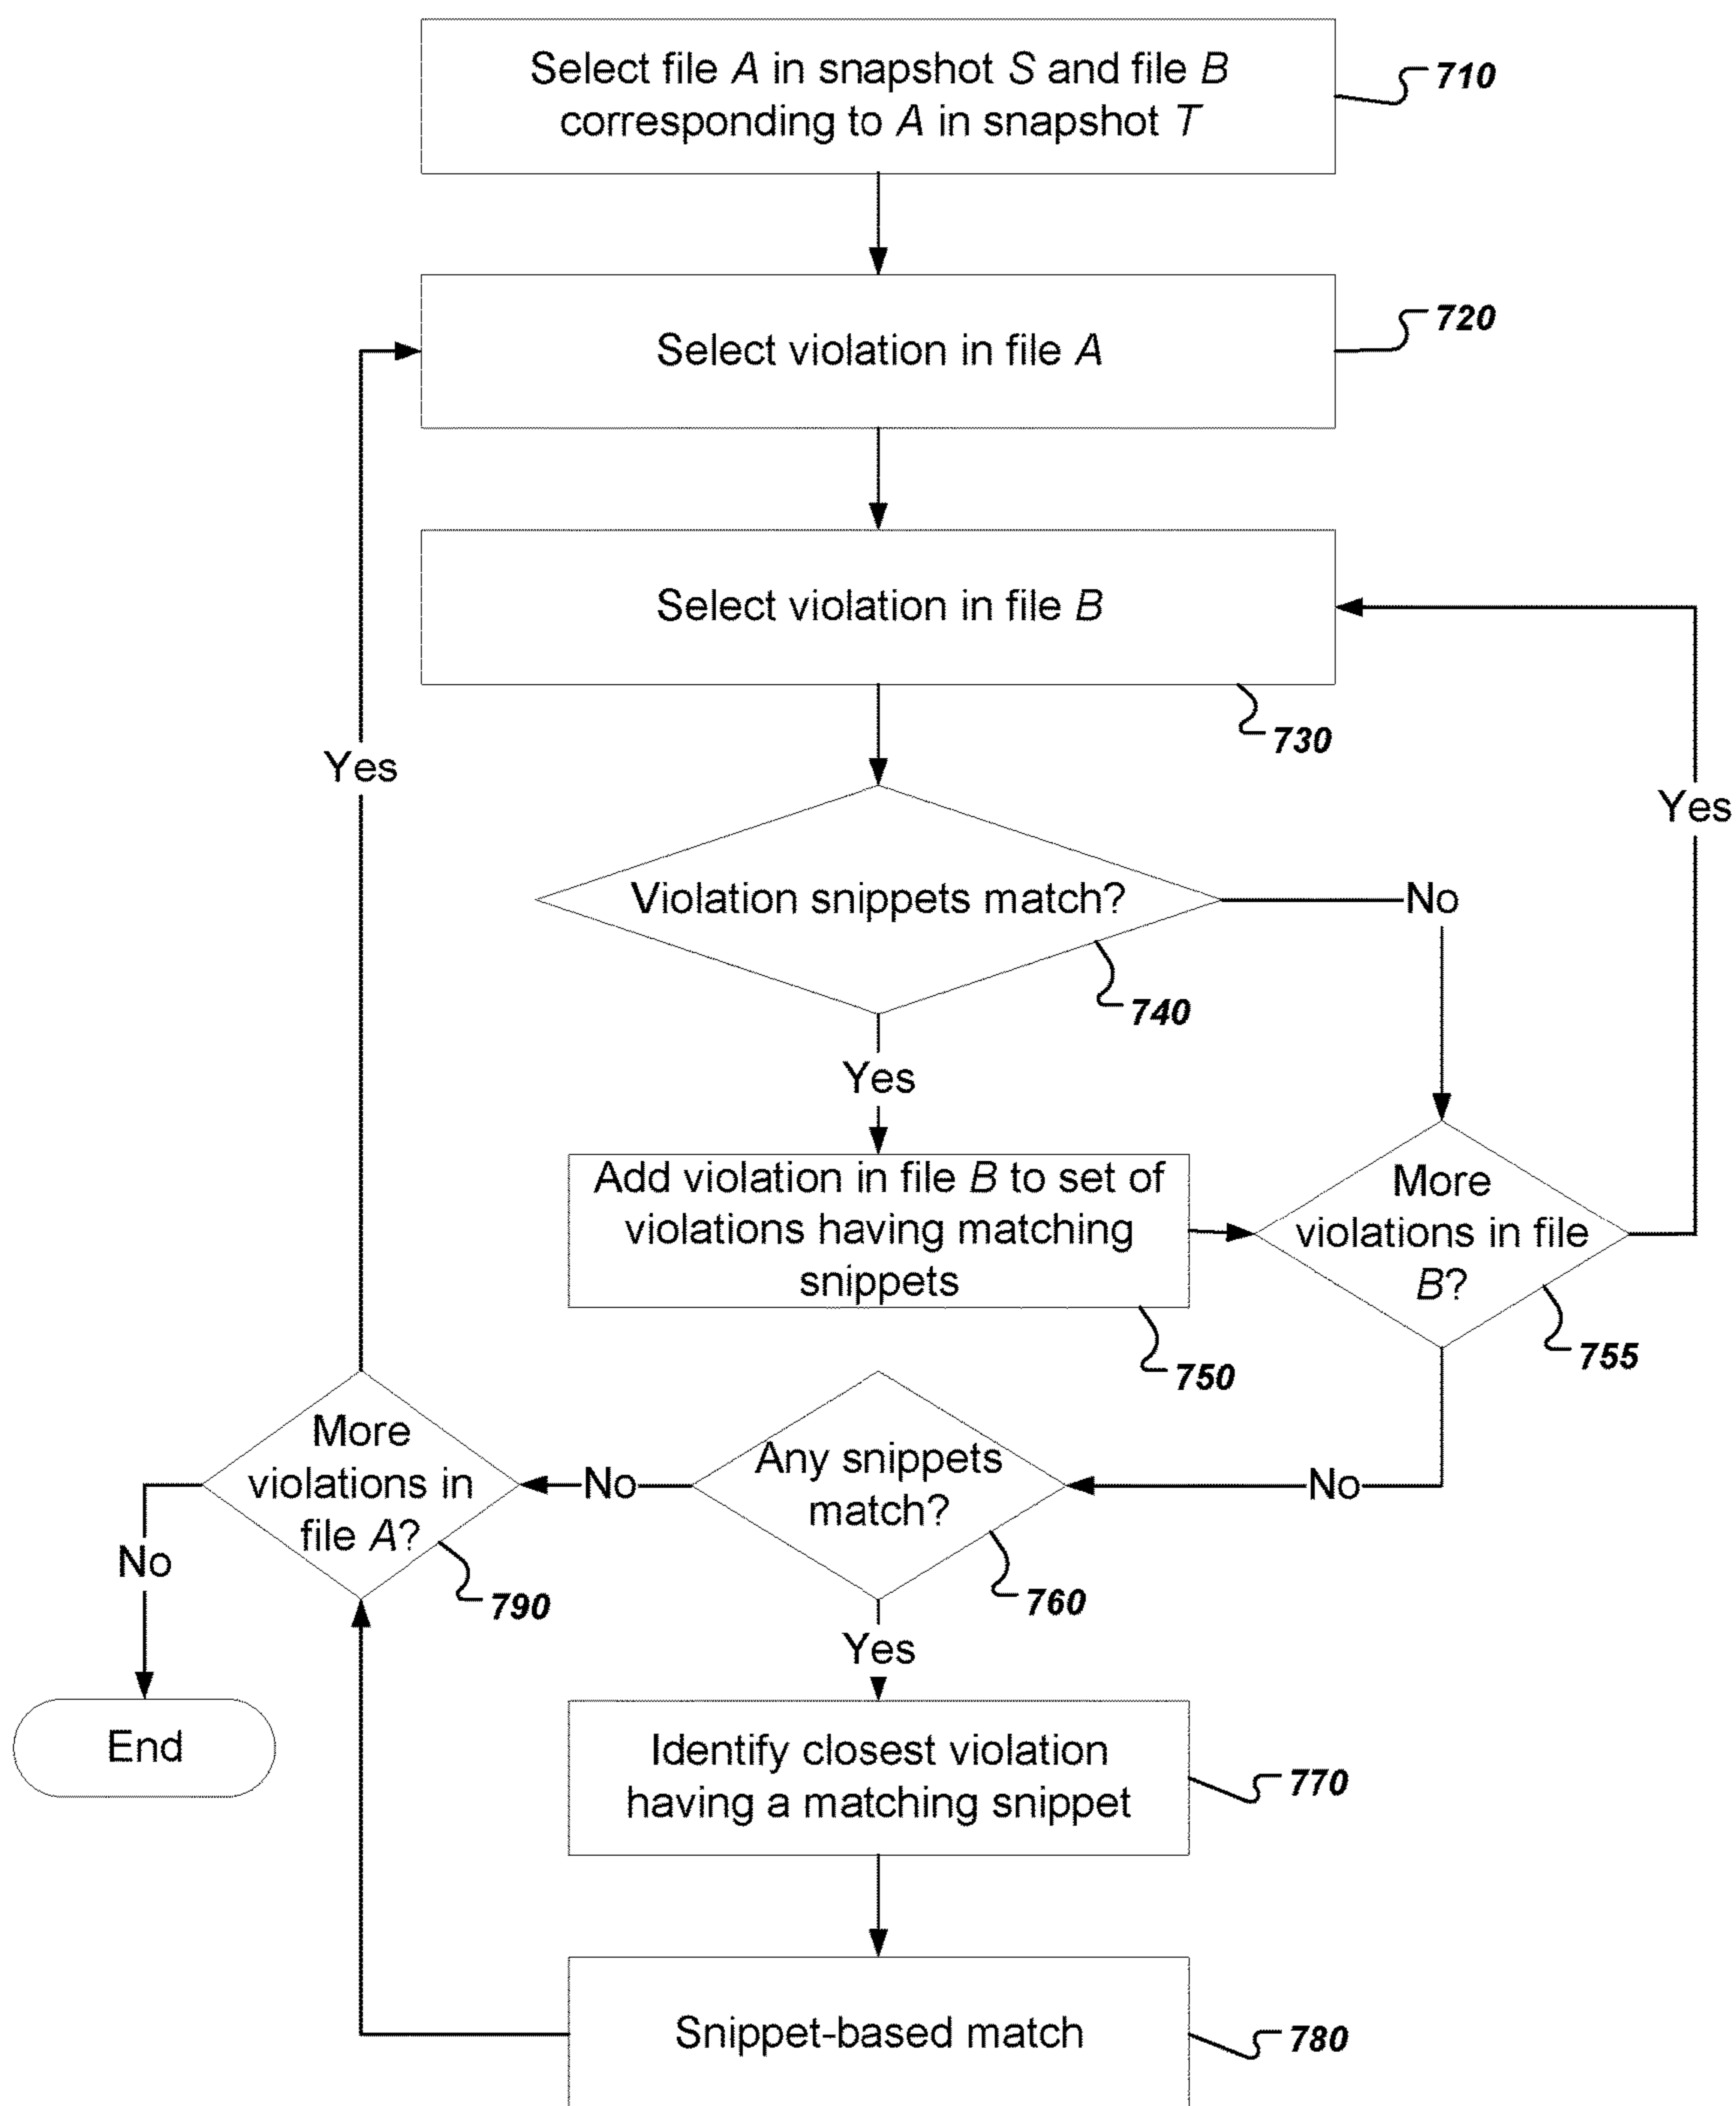 Select file A in snapshot S and file B
corresponding to A in snapshot T
710
Select violation in file A
720
Select violation in file B
730
Yes
Yes
Violation snippets match?
No
740
Yes
Add violation in file B to set of
violations having matching
snippets
750
More
violations in file
B?
755
More
violations in
file A?
790
No
Any snippets
match?
760
No
No
Yes
End
Identify closest violation
having a matching snippet
770
Snippet-based match
780